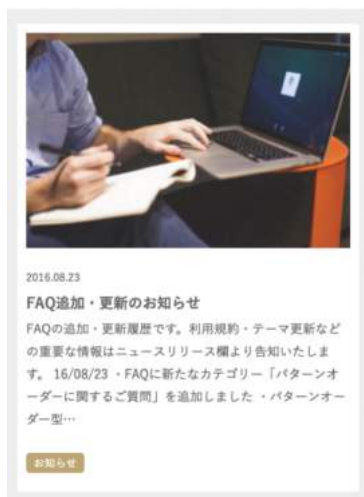 2016.08.23
FAQ追加・更新のお知らせ
FAQの追加・更新履歴です。利用規約・テーマ更新など
の重要な情報はニュースリリース欄より告知いたしま
す。 16/08/23 ・FAQに新たなカテゴリー「パターンオ
ーダーに関するご質問」を追加しました ・パターンオー
ダー型…
お知らせ